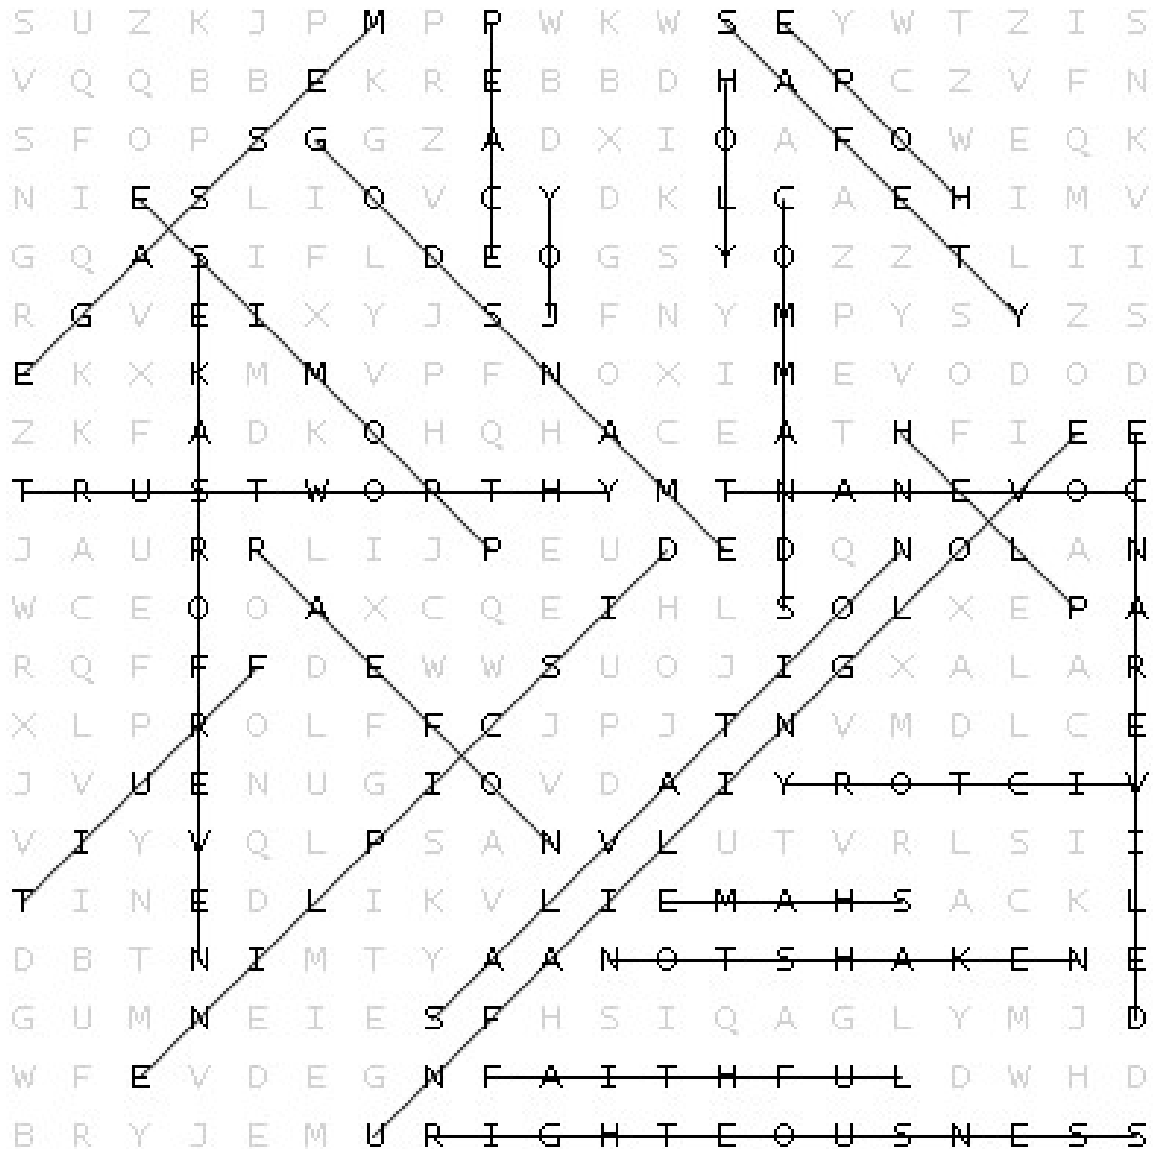 S U Z K J P M P P W K W S E Y W T Z I S
V Q Q B B E K R E B B D H A P C Z V F N
S F O P S G G Z A D X I O A F O W E Q K
N I E S L I O V C Y D K L C A E H I M V
G Q A S I F L D E O G S Y O Z Z T L I I
R G V E I X Y J S J F N Y M P Y S Y Z S
E K X K M M V P F N O X I M E V O D O D
Z K F A D K O H Q H A C E A T H F I E E
T R U S T W O R T H Y M T N A N E V O C
J A U R R L I J P E U D E D Q N O L A N
W C E O O A X C Q E I H L S O L X E P A
R Q F F F D E W W S U O J I G X A L A R
X L P R O L F F C J P J T N V M D L C E
J V U E N U G I O V D A I Y R O T C I V
V I Y V Q L P S A N V L U T V R L S I I
T I N E D L I K V L I E M A H S A C K L
D B T N I M T Y A A N O T S H A K E N E
G U M N E I E S F H S I Q A G L Y M J D
W F E V D E G N F A I T H F U L D W H D
B R Y J E M U R I G H T E O U S N E S S